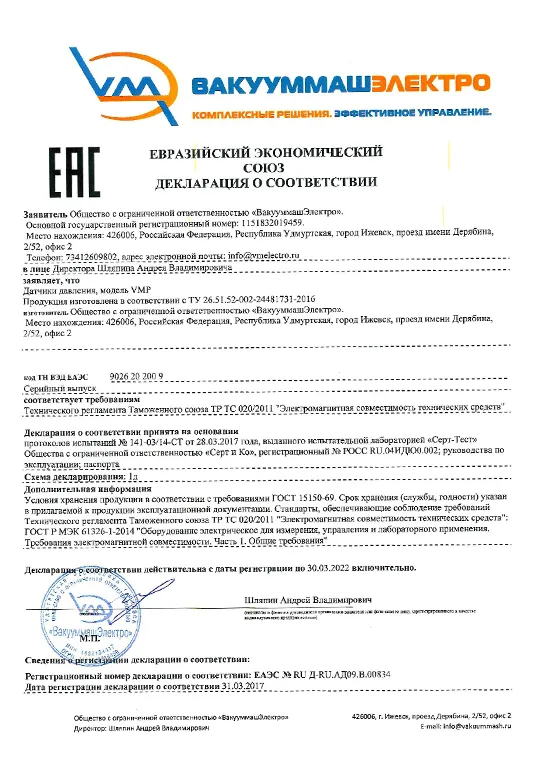 VM
ВАКУУММАШЭЛЕКТРО
КОМПЛЕКСНЫЕ РЕШЕНИЯ. ЭФФЕКТИВНОЕ УПРАВЛЕНИЕ.
EAC
ЕВРАЗИЙСКИЙ ЭКОНОМИЧЕСКИЙ
СОЮЗ
ДЕКЛАРАЦИЯ О СООТВЕТСТВИИ
Заявитель Общество с ограниченной ответственностью «ВакууммашЭлектро».
Основной государственный регистрационный номер: 1151832019459.
Место нахождения: 426006, Российская Федерация, Республика Удмуртская, город Ижевск, проезд имени Дерябина,
2/52, офис 2
Телефон: 73412609802, адрес электронной почты: info@vmelectro.ru
в лице Директора Шляпина Андрея Владимировича
заявляет, что
Датчики давления, модель VMP
Продукция изготовлена в соответствии с ТУ 26.51.52-002-24481731-2016
изготовитель Общество с ограниченной ответственностью «ВакууммашЭлектро».
Место нахождения: 426006, Российская Федерация, Республика Удмуртская, город Ижевск, проезд имени Дерябина,
2/52, офис 2
код ТН ВЭД ЕАЭС 9026 20 200 9
Серийный выпуск
соответствует требованиям
Технического регламента Таможенного союза ТР ТС 020/2011 "Электромагнитная совместимость технических средств"
Декларация о соответствии принята на основании
протоколов испытаний № 141-03/14-СТ от 28.03.2017 года, выданного испытательной лабораторией «Серт-Тест»
Общества с ограниченной ответственностью «Серт и Ко», регистрационный № РОСС RU.04ИДЮ0.002; руководства по
эксплуатации; паспорта
Схема декларирования: 1д
Дополнительная информация
Условия хранения продукции в соответствии с требованиями ГОСТ 15150-69. Срок хранения (службы, годности) указан
в прилагаемой к продукции эксплуатационной документации. Стандарты, обеспечивающие соблюдение требований
Технического регламента Таможенного союза ТР ТС 020/2011 "Электромагнитная совместимость технических средств":
ГОСТ Р МЭК 61326-1-2014 "Оборудование электрическое для измерения, управления и лабораторного применения.
Требования электромагнитной совместимости. Часть 1. Общие требования"
Декларация о соответствии действительна с даты регистрации по 30.03.2022 включительно.
Шляпин Андрей Владимирович
VM
«ВакууммашЭлектро»
М.П.
Сведения о регистрации декларации о соответствии:
Регистрационный номер декларации о соответствии: ЕАЭС № RU Д-RU.АД09.В.00834
Дата регистрации декларации о соответствии 31.03.2017
Общество с ограниченной ответственностью «ВакууммашЭлектро» 426006, г. Ижевск, проезд Дерябина, 2/52, офис 2
Директор: Шляпин Андрей Владимирович E-mail: info@vakuummash.ru